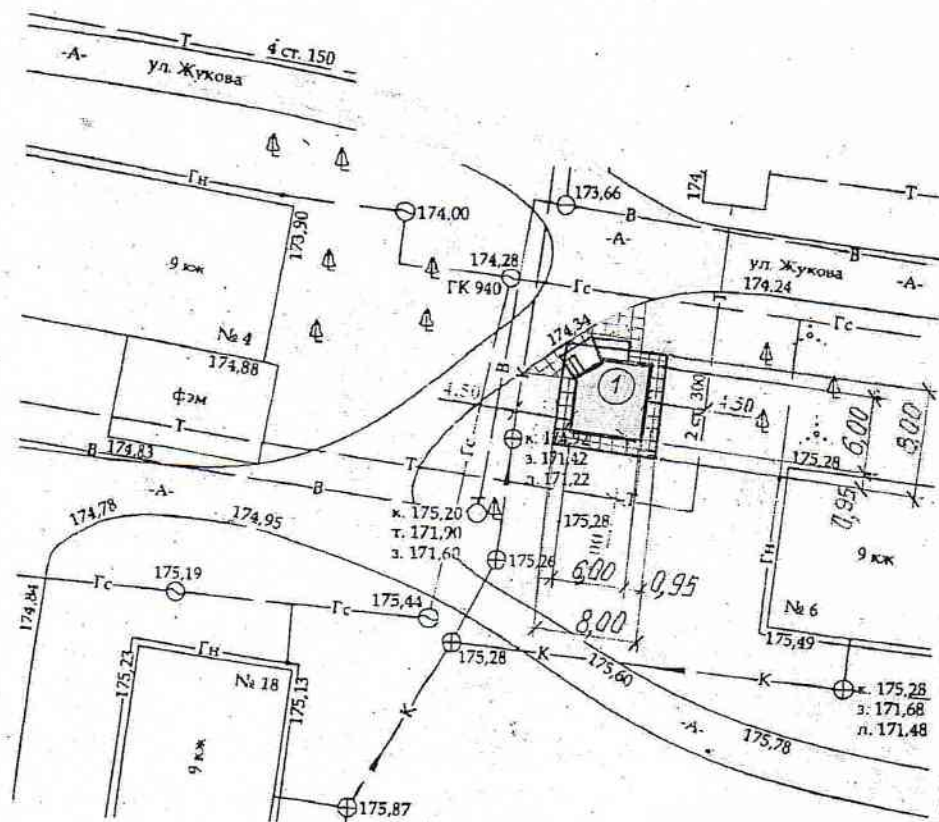 Т
4 ст. 150
-А-
ул. Жукова
Гн
174,00
173,90
9 кж
№ 4
174,88
фэм
173,66
В
-А-
В
174,28
ГК 940
Гс
174
Т
ул. Жукова
-А-
174,24
Гс
Т
174,34
В
К
1
4.50
4.50
2 ст. 300
6,00
8,00
0,95
Гс
з. 171,42
л. 171,22
175,28
Т
В
174,83
В
Т
Т
-А-
174,78
174,95
к. 175,20
т. 171,90
з. 171,60
175,26
175,28
6,00
0,95
8,00
Гн
9 кж
№ 6
175,49
174,84
Гс
175,19
Гс
175,44
Гн
175,23
№ 18
175,13
9 кж
175,28
К
175,60
К
к. 175,28
з: 171,68
л. 171,48
К
-А-
175,78
175,87